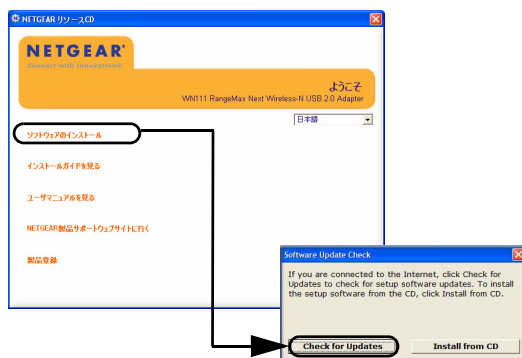 NETGEAR リソースCD
NETGEAR®
Connect with Innovation™
ようこそ
WN111 RangeMax Next Wireless-N USB 2.0 Adapter
日本語
ソフトウェアのインストール
インストールガイドを見る
ユーザマニュアルを見る
NETGEAR製品サポートウェブサイトに行く
製品登録
Software Update Check
If you are connected to the Internet, click Check for
Updates to check for setup software updates. To install
the setup software from the CD, click Install from CD.
Check for Updates
Install from CD